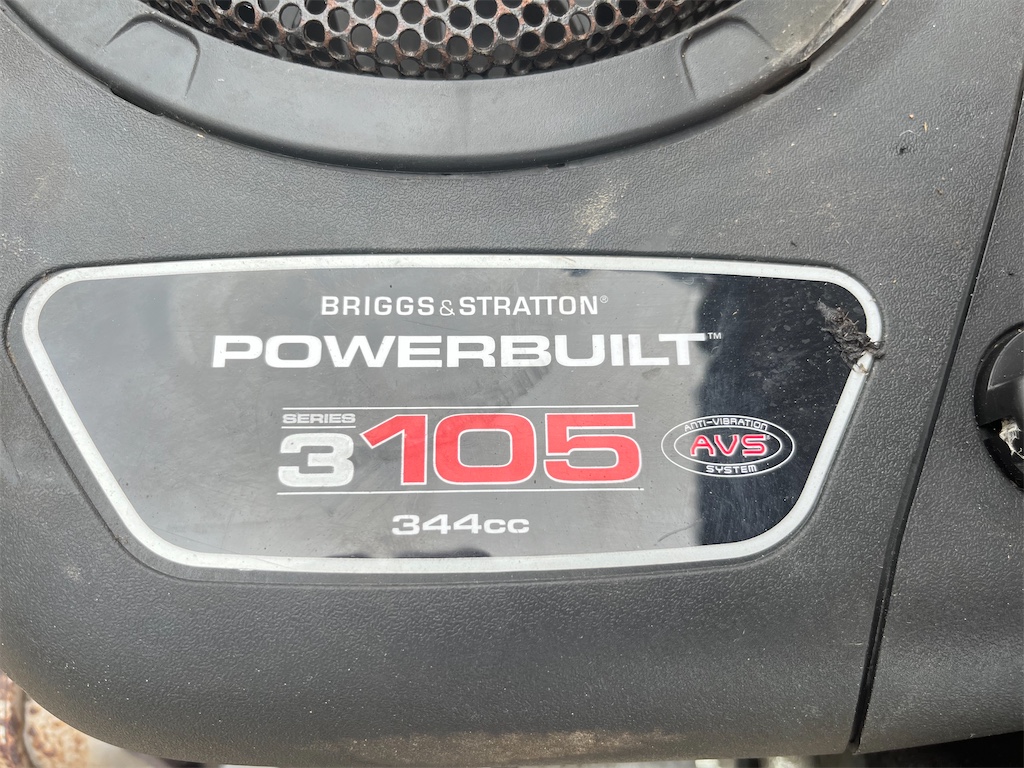 BRIGGS & STRATTON®
POWERBUILT™
SERIES
3105
ANTI-VIBRATION
AVS®
SYSTEM
344cc